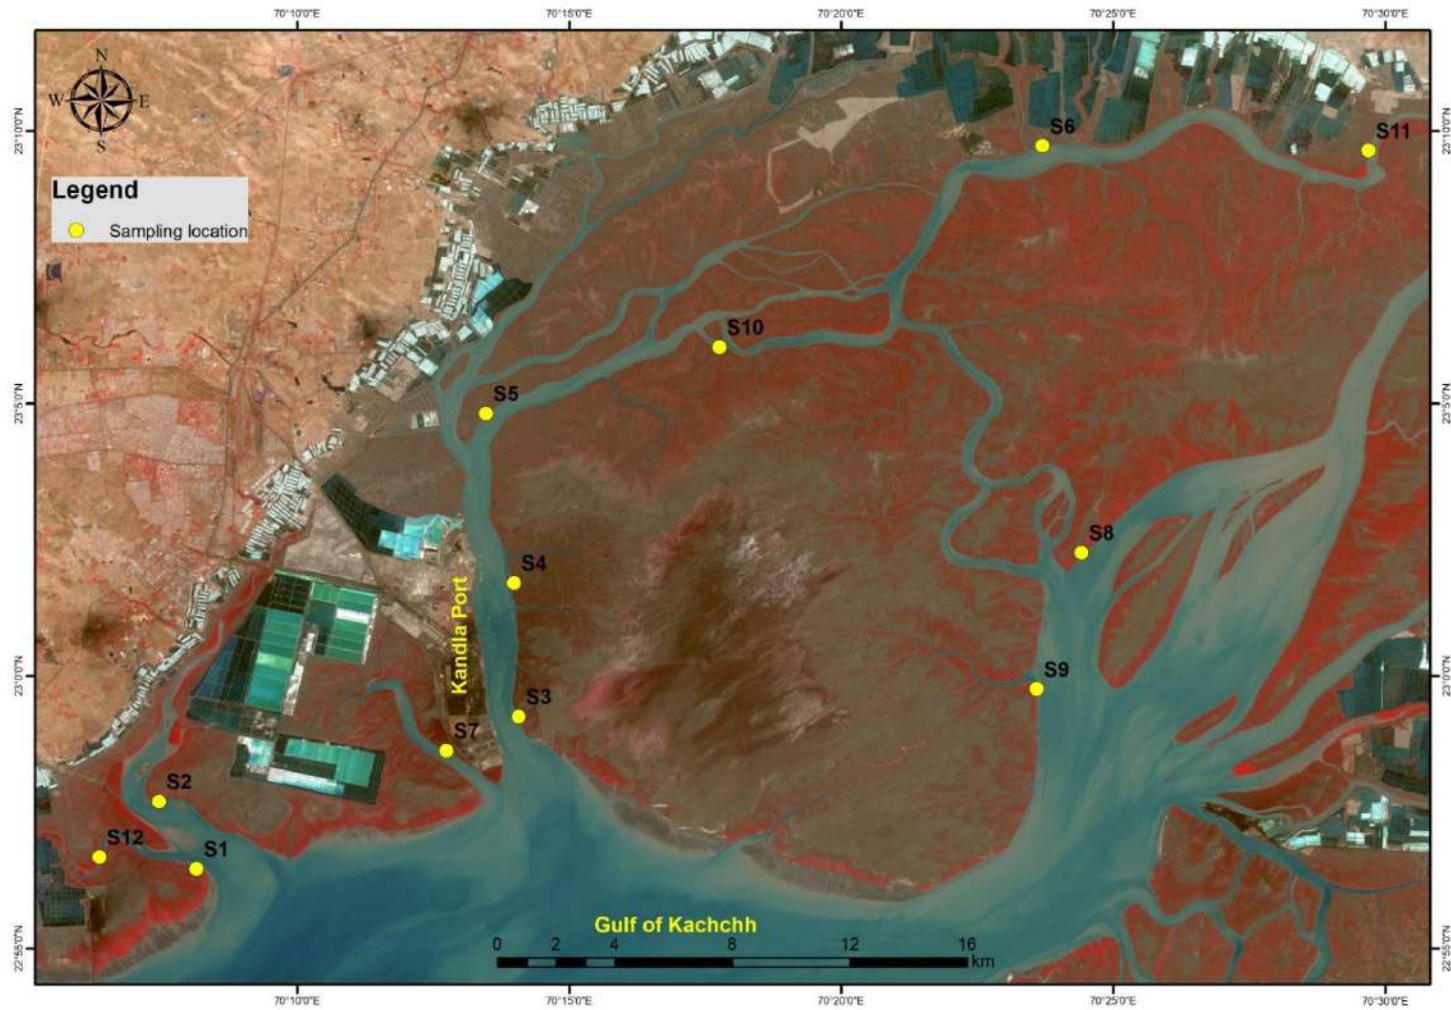 70°10'0"E 70°15'0"E 70°20'0"E 70°25'0"E 70°30'0"E
N
W E
S
23°10'0"N
23°10'0"N
S6
S11
Legend
Sampling location
S10
S5
23°5'0"N
23°5'0"N
S8
S4
Kandla Port
23°0'0"N
23°0'0"N
S9
S3
S7
S2
S12
S1
Gulf of Kachchh
22°55'0"N
22°55'0"N
0 2 4 8 12 16
km
70°10'0"E 70°15'0"E 70°20'0"E 70°25'0"E 70°30'0"E